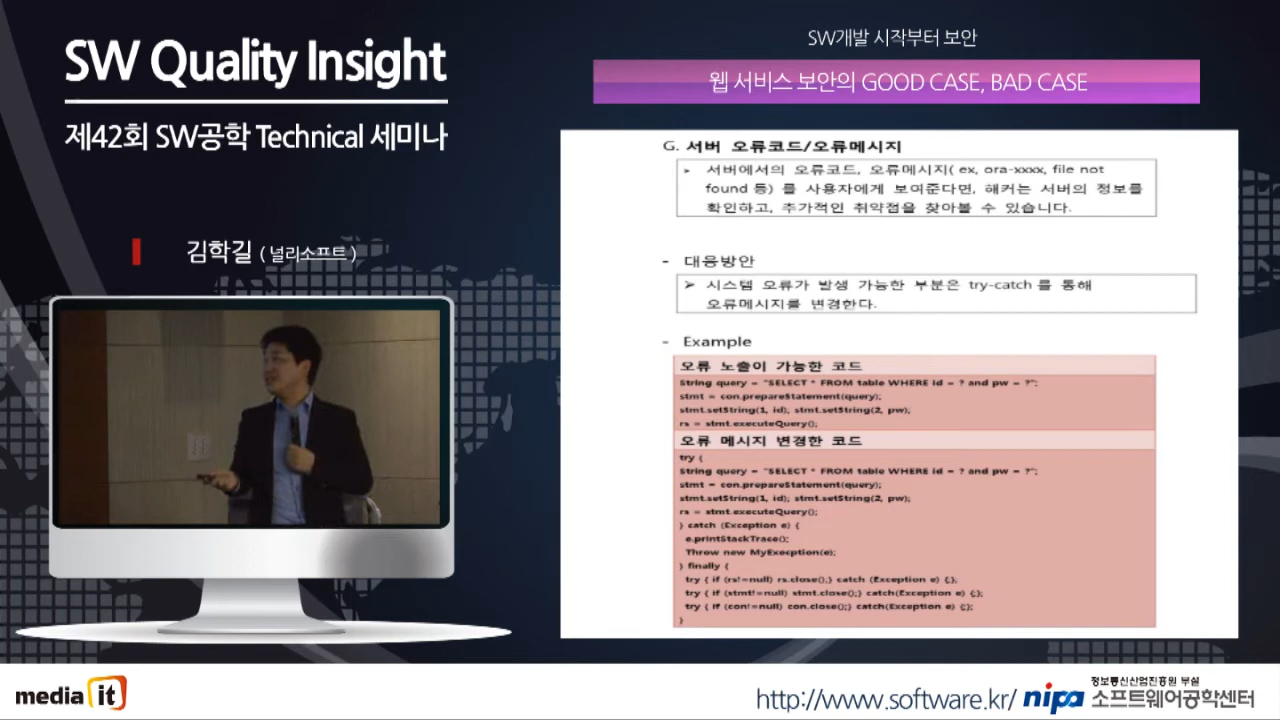 SW Quality Insight
제42회 SW공학 Technical 세미나
김학길 ( 널리소프트 )
SW개발 시작부터 보안
웹 서비스 보안의 GOOD CASE, BAD CASE
G. 서버 오류코드/오류메시지
➢ 서버에서의 오류코드, 오류메시지( ex, ora-xxxx, file not
found 등) 를 사용자에게 보여준다면, 해커는 서버의 정보를
확인하고, 추가적인 취약점을 찾아볼 수 있습니다.
- 대응방안
➢ 시스템 오류가 발생 가능한 부분은 try-catch 를 통해
오류메시지를 변경한다.
- Example
오류 노출이 가능한 코드
String query = "SELECT * FROM table WHERE id = ? and pw = ?";
stmt = con.prepareStatement(query);
stmt.setString(1, id); stmt.setString(2, pw);
rs = stmt.executeQuery();
오류 메시지 변경한 코드
try {
String query = "SELECT * FROM table WHERE id = ? and pw = ?";
stmt = con.prepareStatement(query);
stmt.setString(1, id); stmt.setString(2, pw);
rs = stmt.executeQuery();
} catch (Exception e) {
e.printStackTrace();
Throw new MyExecption(e);
} finally {
try { if (rs!=null) rs.close();} catch (Exception e) {;};
try { if (stmt!=null) stmt.close();} catch(Exception e) {;};
try { if (con!=null) con.close();} catch(Exception e) {;};
}
media it
http://www.software.kr/
nipa
정보통신산업진흥원 부설
소프트웨어공학센터